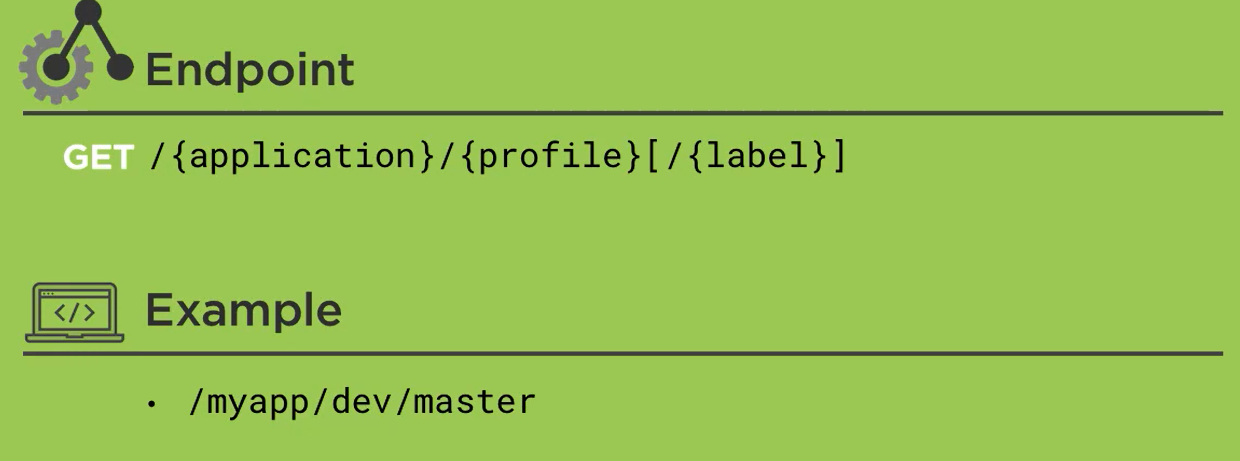 Endpoint
GET /{application}/{profile}[/{label}]
</> Example
• /myapp/dev/master